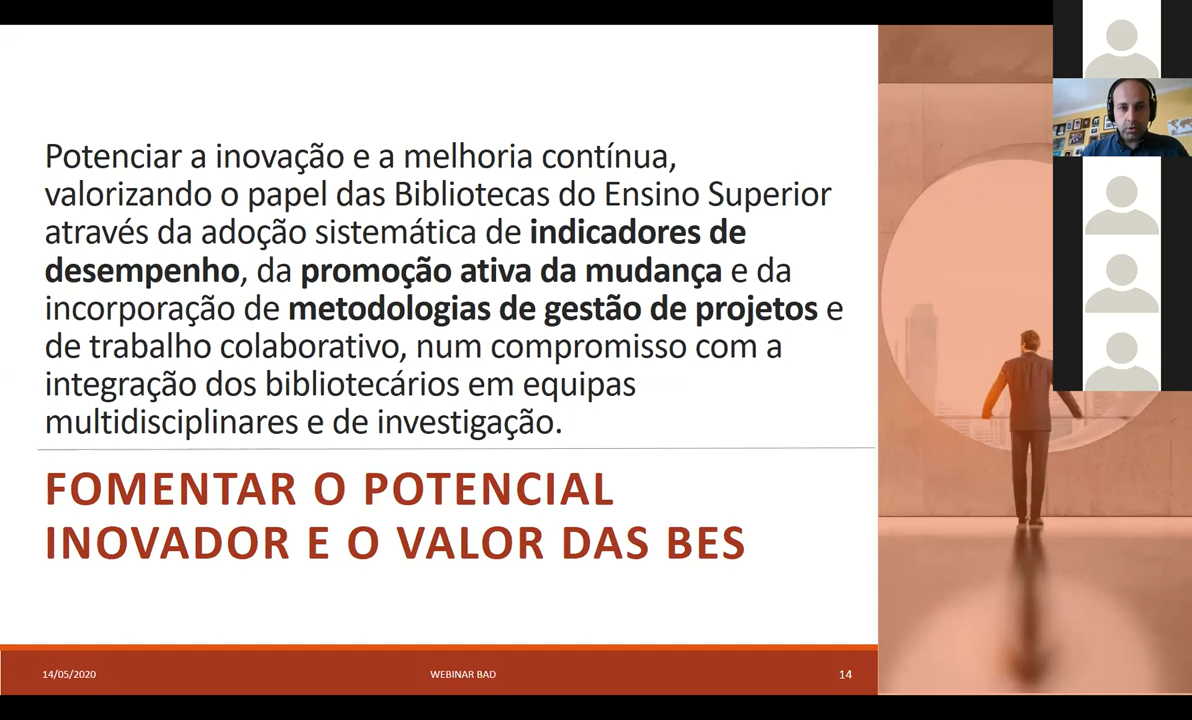 Potenciar a inovação e a melhoria contínua,
valorizando o papel das Bibliotecas do Ensino Superior
através da adoção sistemática de indicadores de
desempenho, da promoção ativa da mudança e da
incorporação de metodologias de gestão de projetos e
de trabalho colaborativo, num compromisso com a
integração dos bibliotecários em equipas
multidisciplinares e de investigação.
FOMENTAR O POTENCIAL
INOVADOR E O VALOR DAS BES
14/05/2020
WEBINAR BAD
14